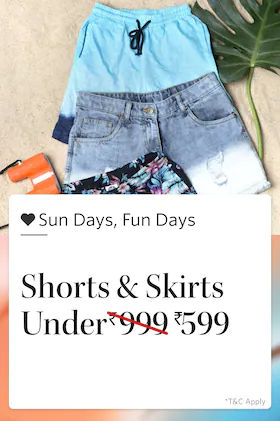 ♥ Sun Days, Fun Days
Shorts & Skirts
Under ₹999 ₹599
*T&C Apply